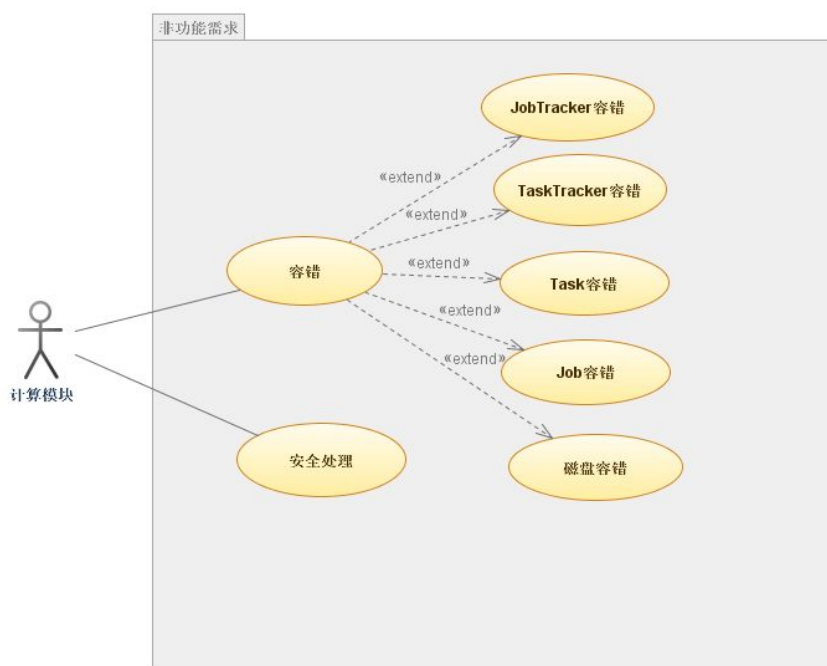 非功能需求
JobTracker容错
«extend»
TaskTracker容错
«extend»
容错
«extend»
Task容错
«extend»
Job容错
«extend»
计算模块
安全处理
磁盘容错